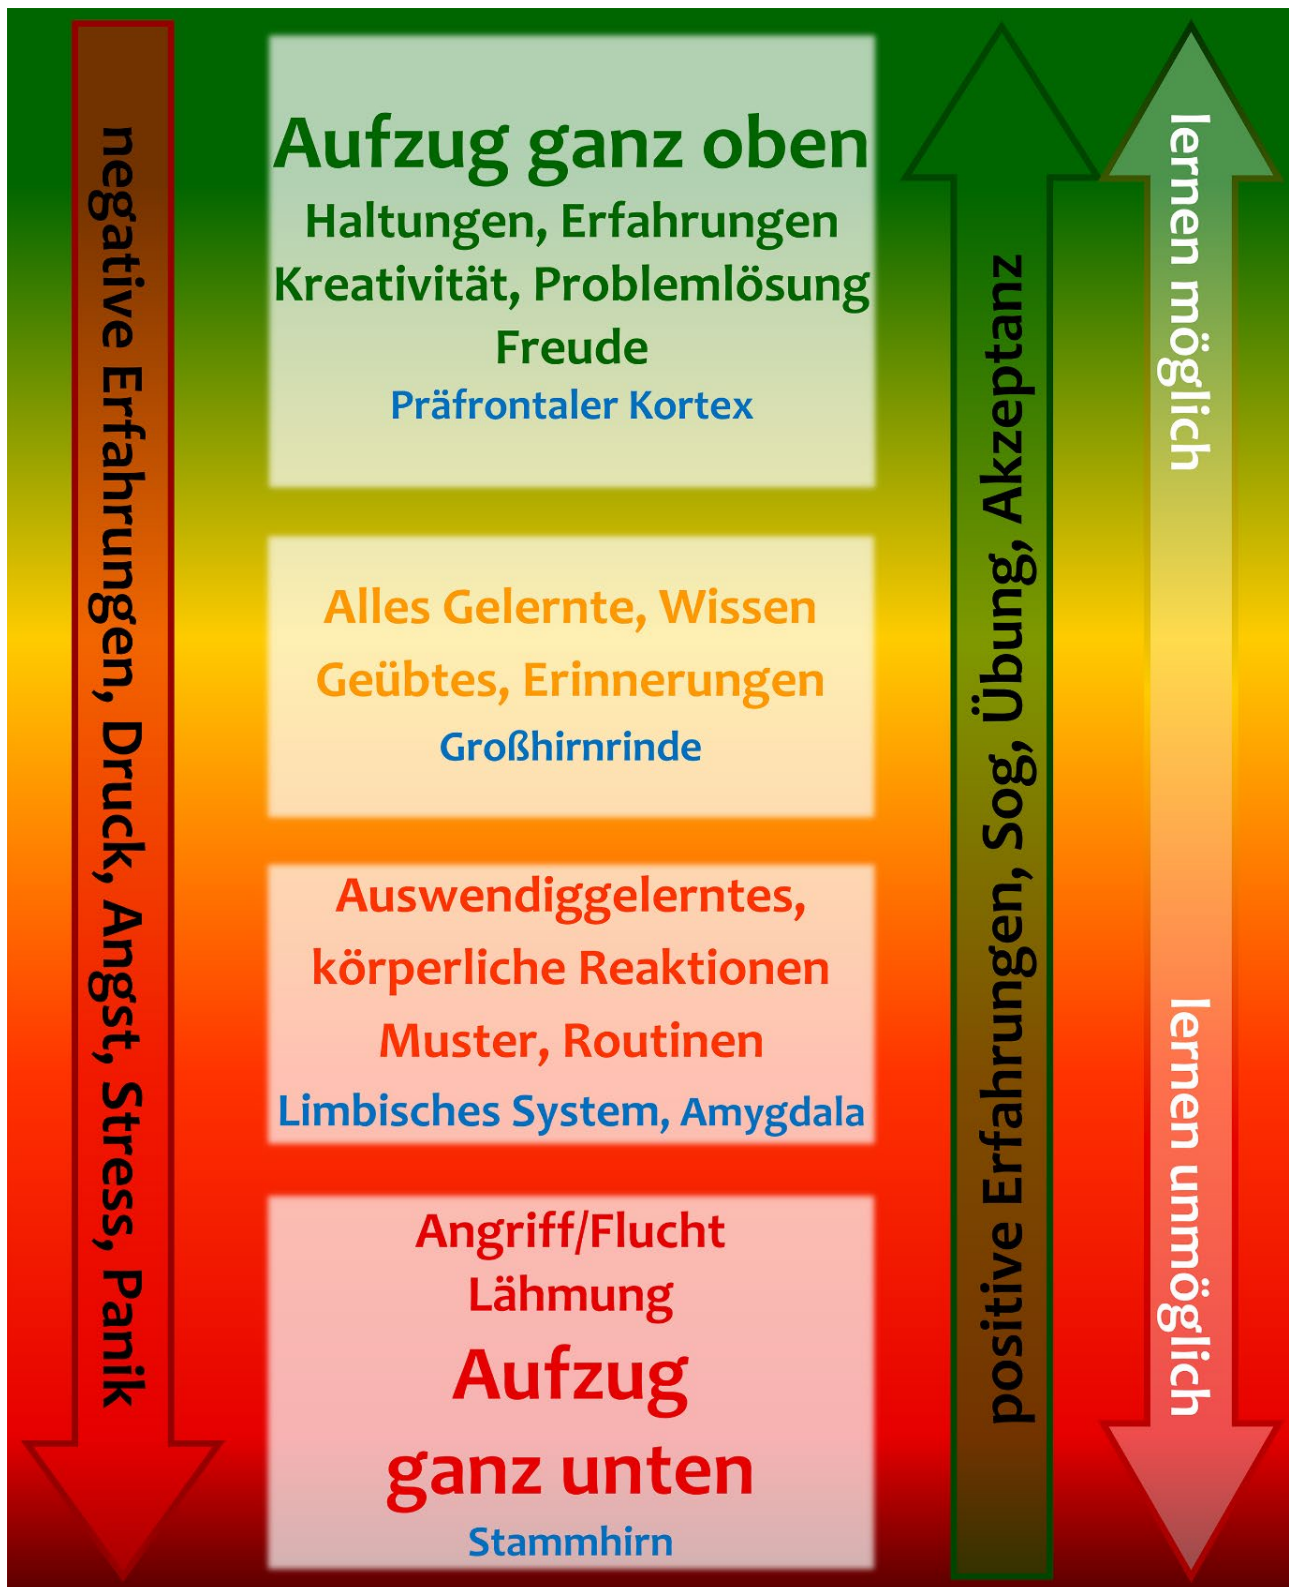 negative Erfahrungen, Druck, Angst, Stress, Panik
Aufzug ganz oben
Haltungen, Erfahrungen
Kreativität, Problemlösung
Freude
Präfrontaler Kortex
Alles Gelernte, Wissen
Geübtes, Erinnerungen
Großhirnrinde
Auswendiggelerntes,
körperliche Reaktionen
Muster, Routinen
Limbisches System, Amygdala
Angriff/Flucht
Lähmung
Aufzug
ganz unten
Stammhirn
positive Erfahrungen, Sog, Übung, Akzeptanz
lernen möglich
lernen unmöglich